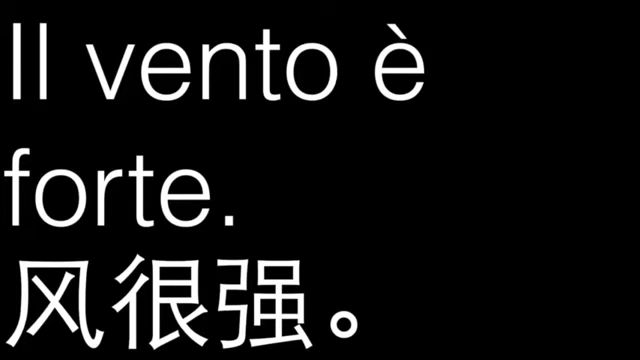 Il vento è
forte.
风很强。